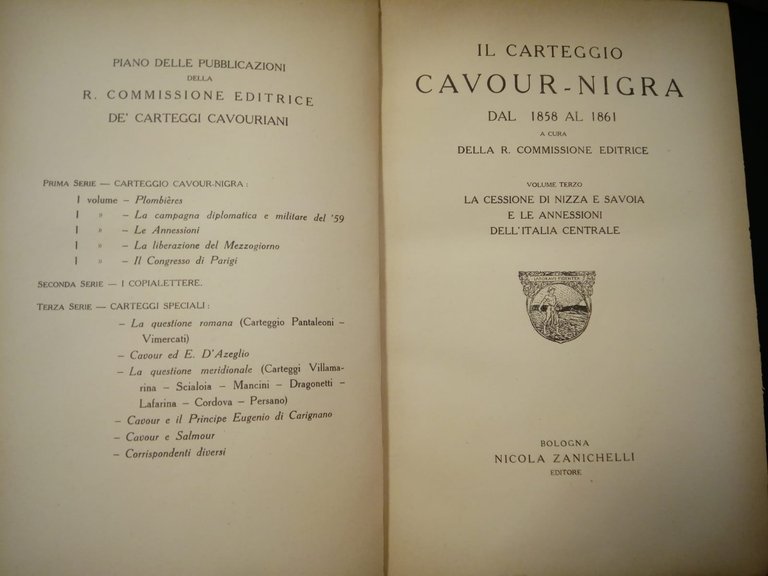 PIANO DELLE PUBBLICAZIONI
DELLA
R. COMMISSIONE EDITRICE
DE' CARTEGGI CAVOURIANI
PRIMA SERIE — CARTEGGIO CAVOUR-NIGRA:
I volume – Plombières
I » – La campagna diplomatica e militare del '59
I » – Le Annessioni
I » – La liberazione del Mezzogiorno
I » – Il Congresso di Parigi
SECONDA SERIE — I COPIALETTERE.
TERZA SERIE — CARTEGGI SPECIALI:
– La questione romana (Carteggio Pantaleoni –
Vimercati)
– Cavour ed E. D'Azeglio
– La questione meridionale (Carteggi Villama-
rina – Scialoia – Mancini – Dragonetti –
Lafarina – Cordova – Persano)
– Cavour e il Principe Eugenio di Carignano
– Cavour e Salmour
– Corrispondenti diversi
IL CARTEGGIO
CAVOUR-NIGRA
DAL 1858 AL 1861
A CURA
DELLA R. COMMISSIONE EDITRICE
VOLUME TERZO
LA CESSIONE DI NIZZA E SAVOIA
E LE ANNESSIONI
DELL'ITALIA CENTRALE
LABORAVI FIDENTER
BOLOGNA
NICOLA ZANICHELLI
EDITORE